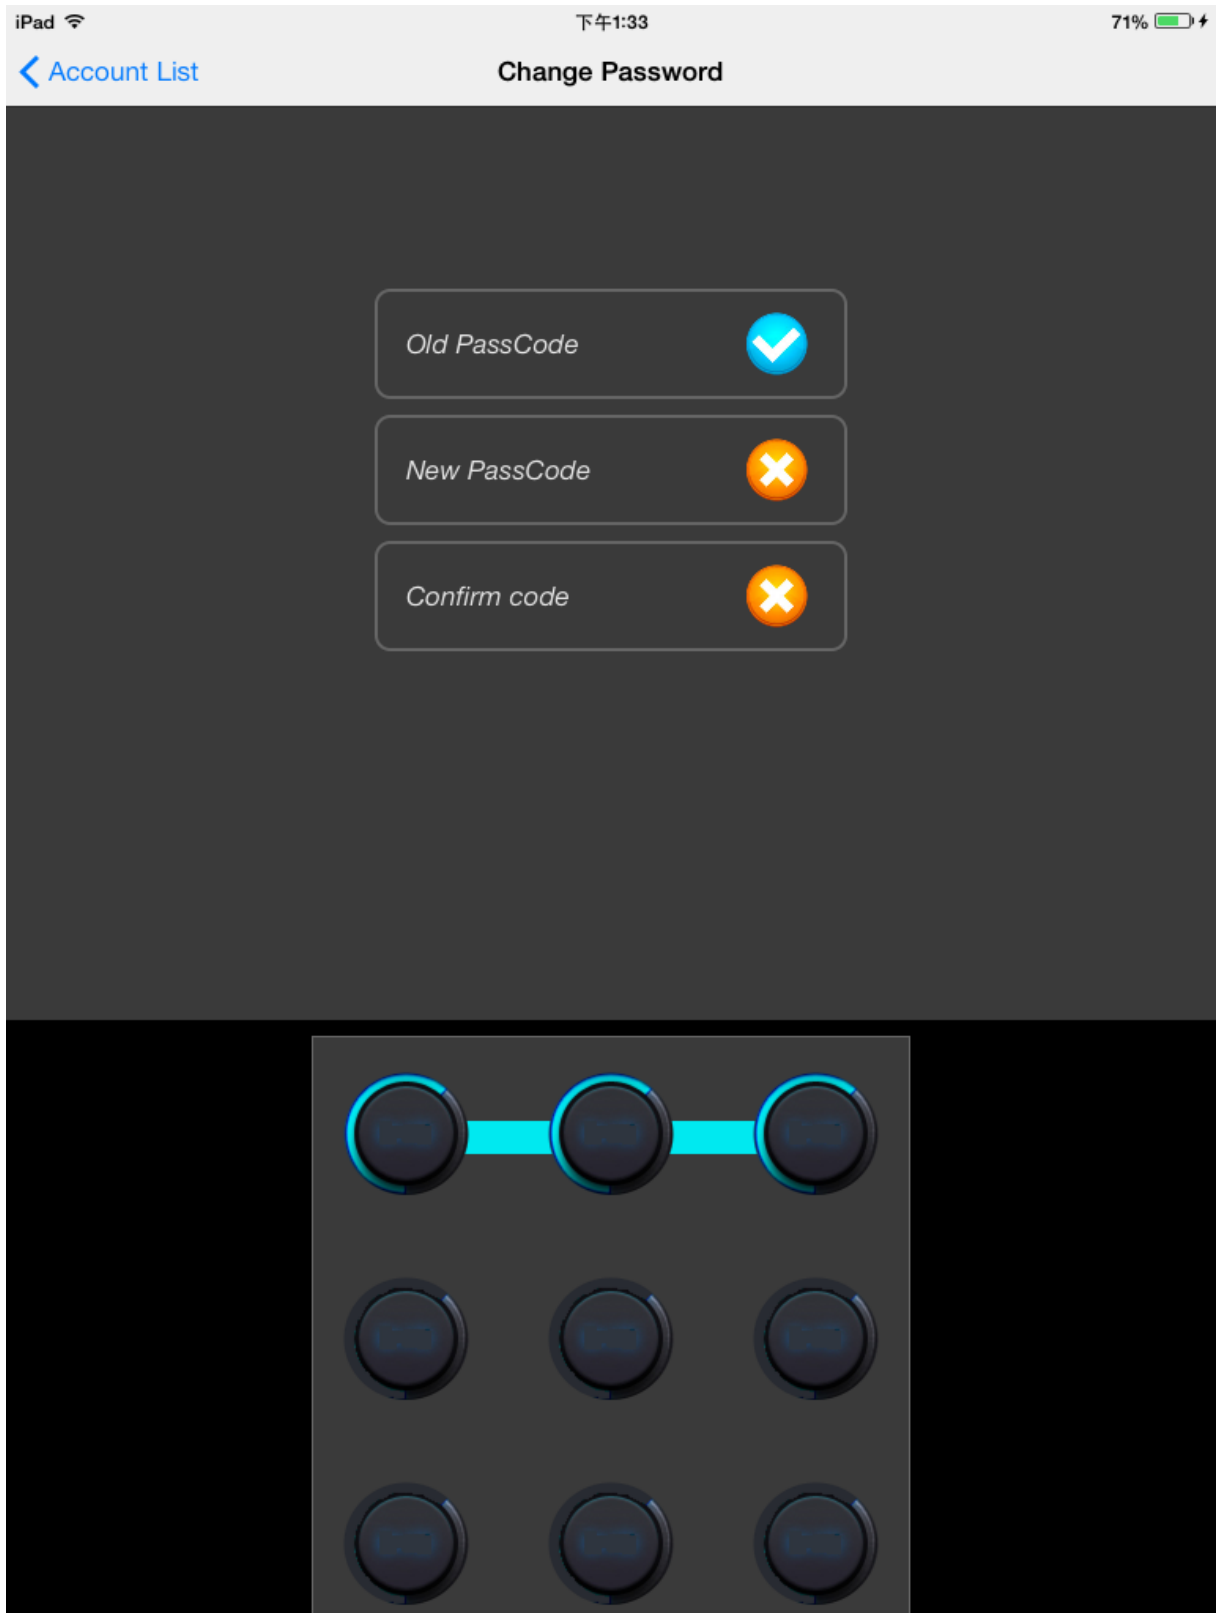 iPad 下午1:33 71%
Account List Change Password
Old PassCode
New PassCode
Confirm code